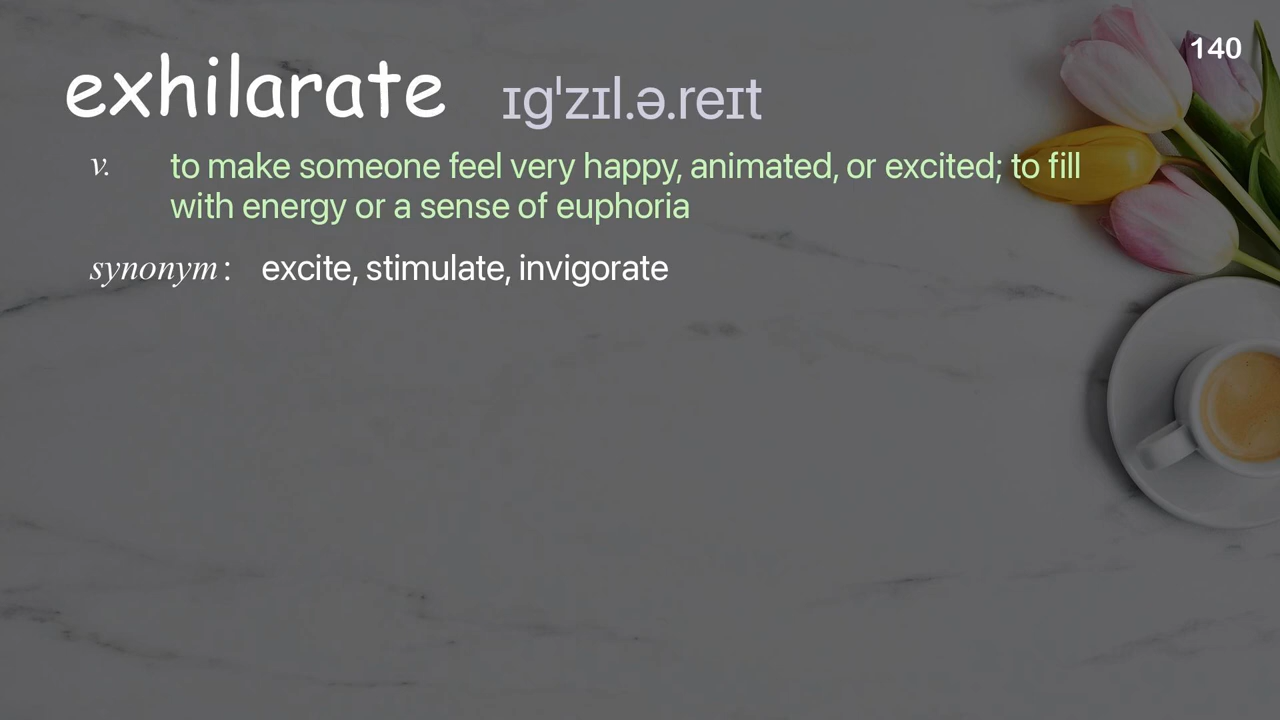 140
exhilarate ɪɡˈzɪl.ə.reɪt
v. to make someone feel very happy, animated, or excited; to fill
with energy or a sense of euphoria
synonym: excite, stimulate, invigorate